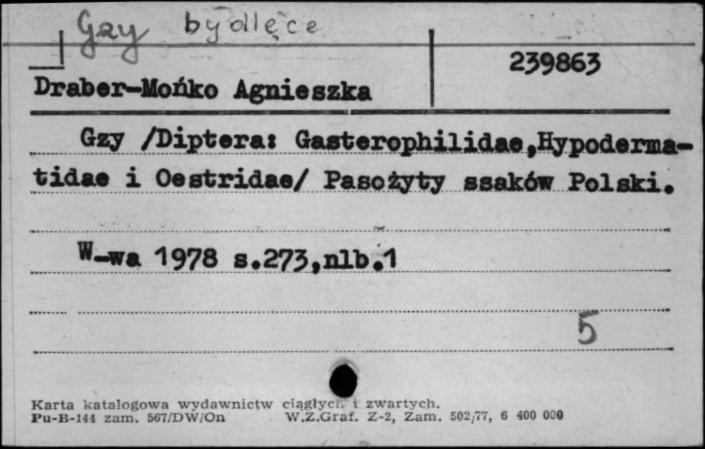 Gzy bydlęce
239863
Draber-Mońko Agnieszka
Gzy /Diptera: Gasterophilidae,Hypoderma-
tidae i Oestridae/ Pasożyty ssaków Polski.
W-wa 1978 s.273,nlb.1
5
Karta katalogowa wydawnictw ciągłych i zwartych.
Pu-B-144 zam. 567/DW/On W.Z.Graf. Z-2, Zam. 502/77, 6 400 000